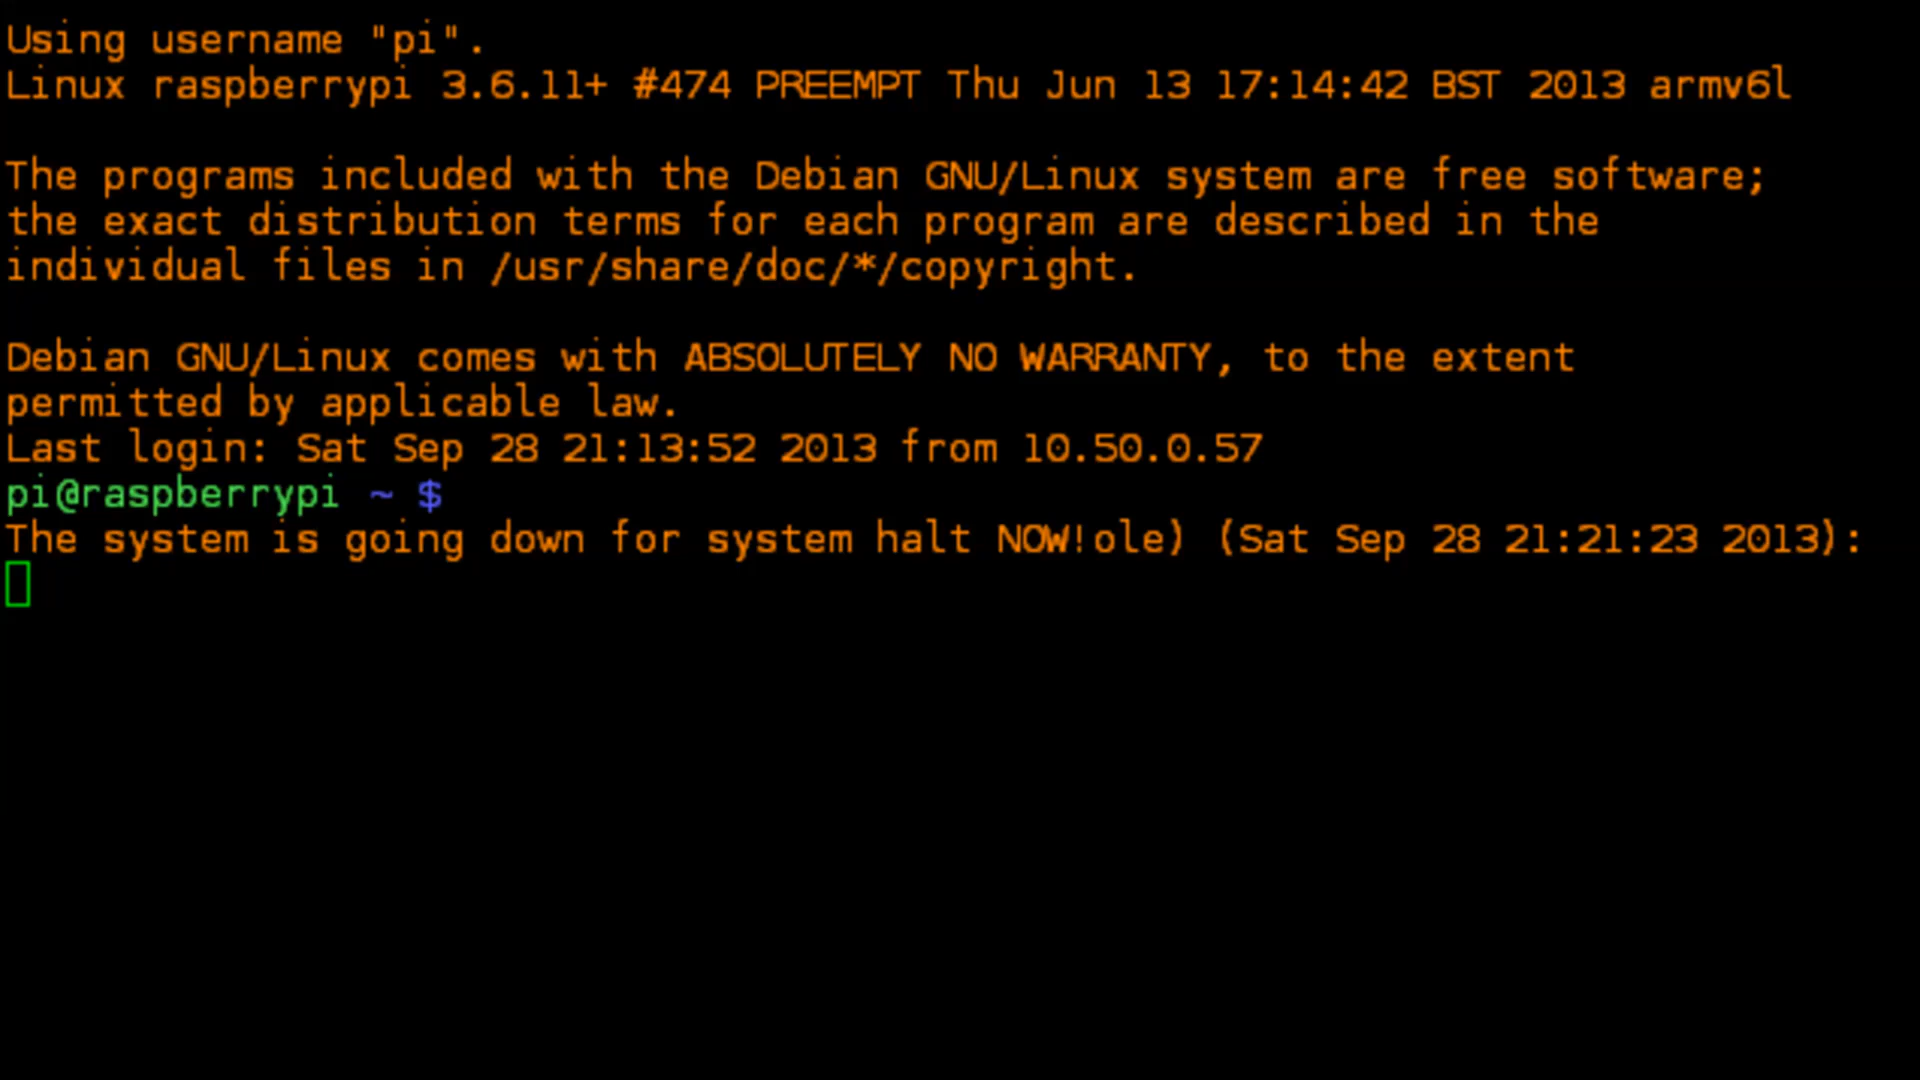 Using username "pi".
Linux raspberrypi 3.6.11+ #474 PREEMPT Thu Jun 13 17:14:42 BST 2013 armv6l
The programs included with the Debian GNU/Linux system are free software;
the exact distribution terms for each program are described in the
individual files in /usr/share/doc/*/copyright.
Debian GNU/Linux comes with ABSOLUTELY NO WARRANTY, to the extent
permitted by applicable law.
Last login: Sat Sep 28 21:13:52 2013 from 10.50.0.57
pi@raspberrypi ~ $
The system is going down for system halt NOW!ole) (Sat Sep 28 21:21:23 2013):